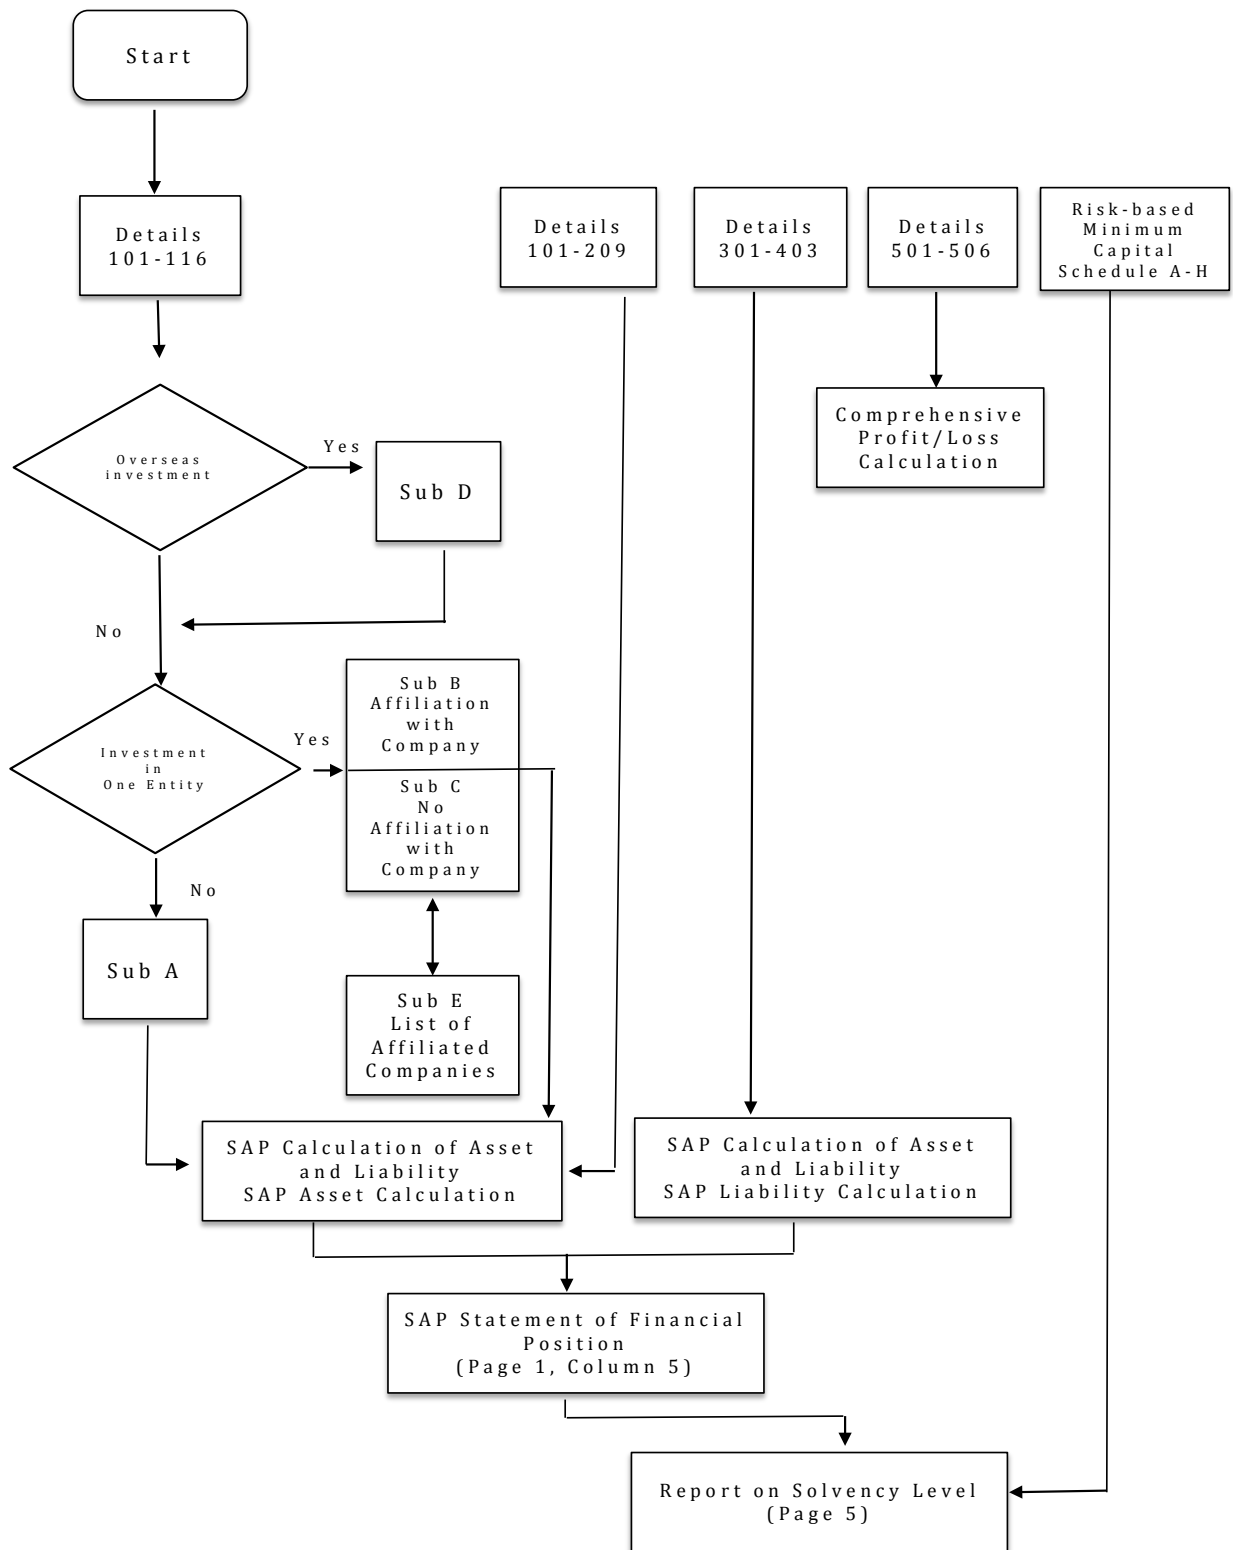 Start
Details
101-116
Details
101-209
Details
301-403
Details
501-506
Risk-based
Minimum
Capital
Schedule A-H
Comprehensive
Profit/Loss
Calculation
Overseas
investment
Yes
Sub D
No
Investment
in
One Entity
Yes
Sub B
Affiliation
with
Company
Sub C
No
Affiliation
with
Company
No
Sub A
Sub E
List of
Affiliated
Companies
SAP Calculation of Asset
and Liability
SAP Asset Calculation
SAP Calculation of Asset
and Liability
SAP Liability Calculation
SAP Statement of Financial
Position
(Page 1, Column 5)
Report on Solvency Level
(Page 5)